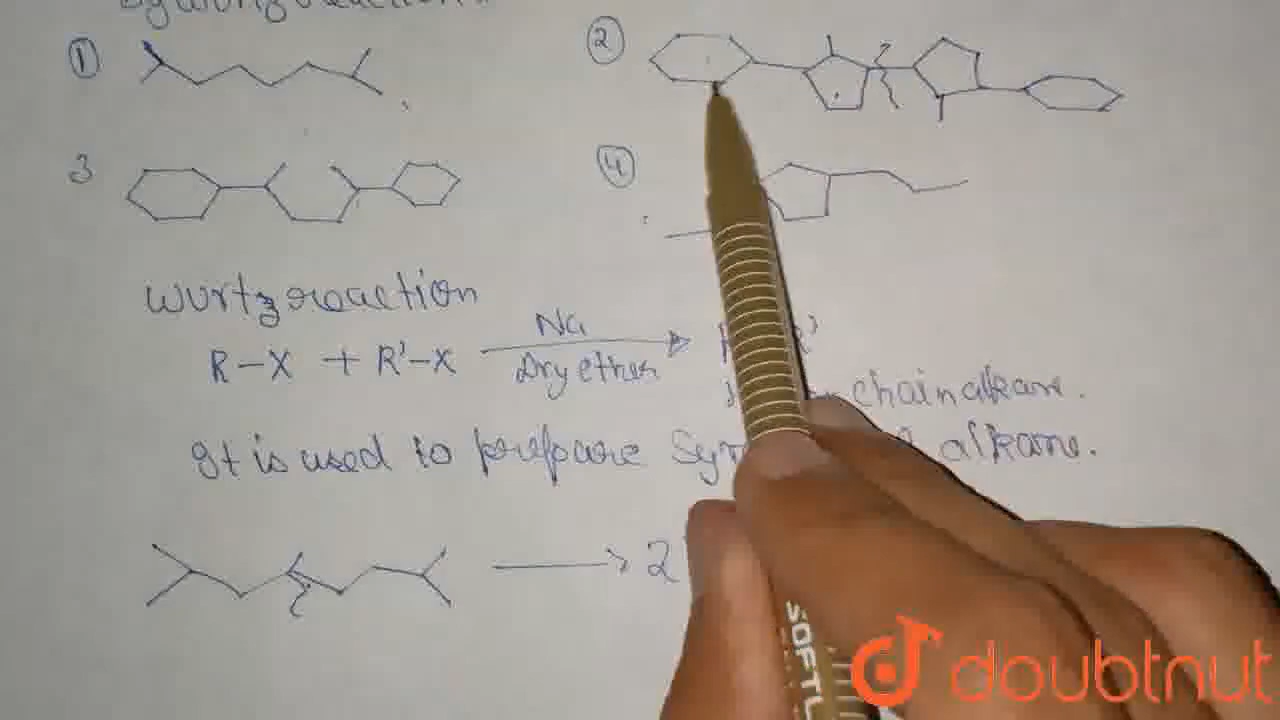 ① ②
3 ④
Wurtz reaction
R-X + R'-X Na Dry ether R'
chain alkane.
It is used to prepare alkane.
2
SOFTL
doubtnut